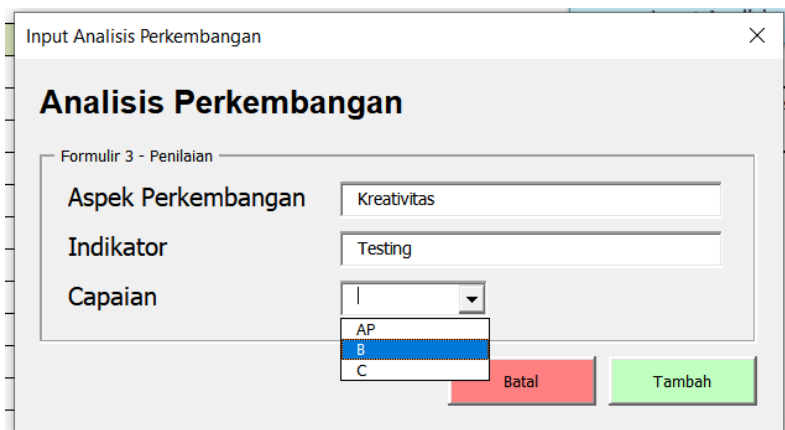 Input Analisis Perkembangan
Analisis Perkembangan
Formulir 3 - Penilaian
Aspek Perkembangan Kreativitas
Indikator Testing
Capaian
AP
B
C
Batal Tambah